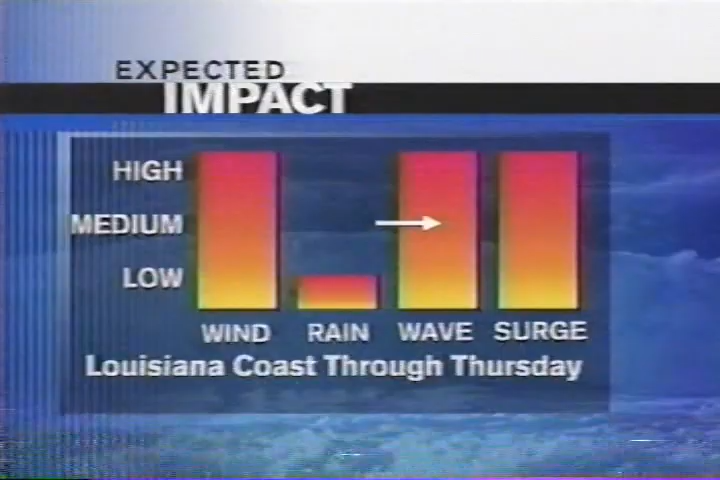 EXPECTED
IMPACT
HIGH
MEDIUM
LOW
WIND RAIN WAVE SURGE
Louisiana Coast Through Thursday